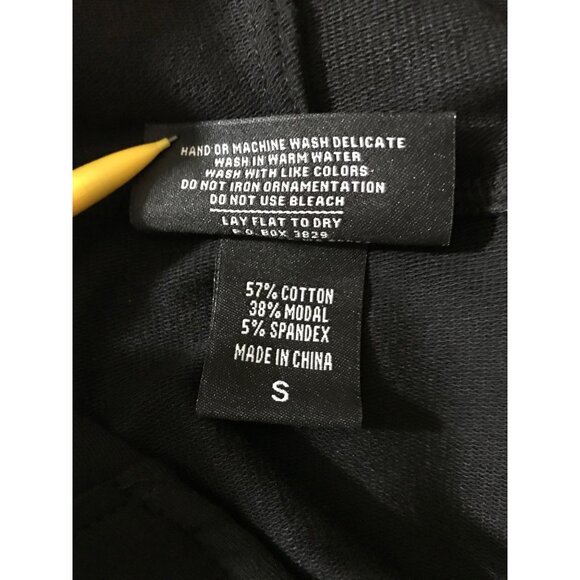 HAND OR MACHINE WASH DELICATE
WASH IN WARM WATER
WASH WITH LIKE COLORS
DO NOT IRON ORNAMENTATION
DO NOT USE BLEACH
LAY FLAT TO DRY
P.O. BOX 3829
57% COTTON
38% MODAL
5% SPANDEX
MADE IN CHINA
S